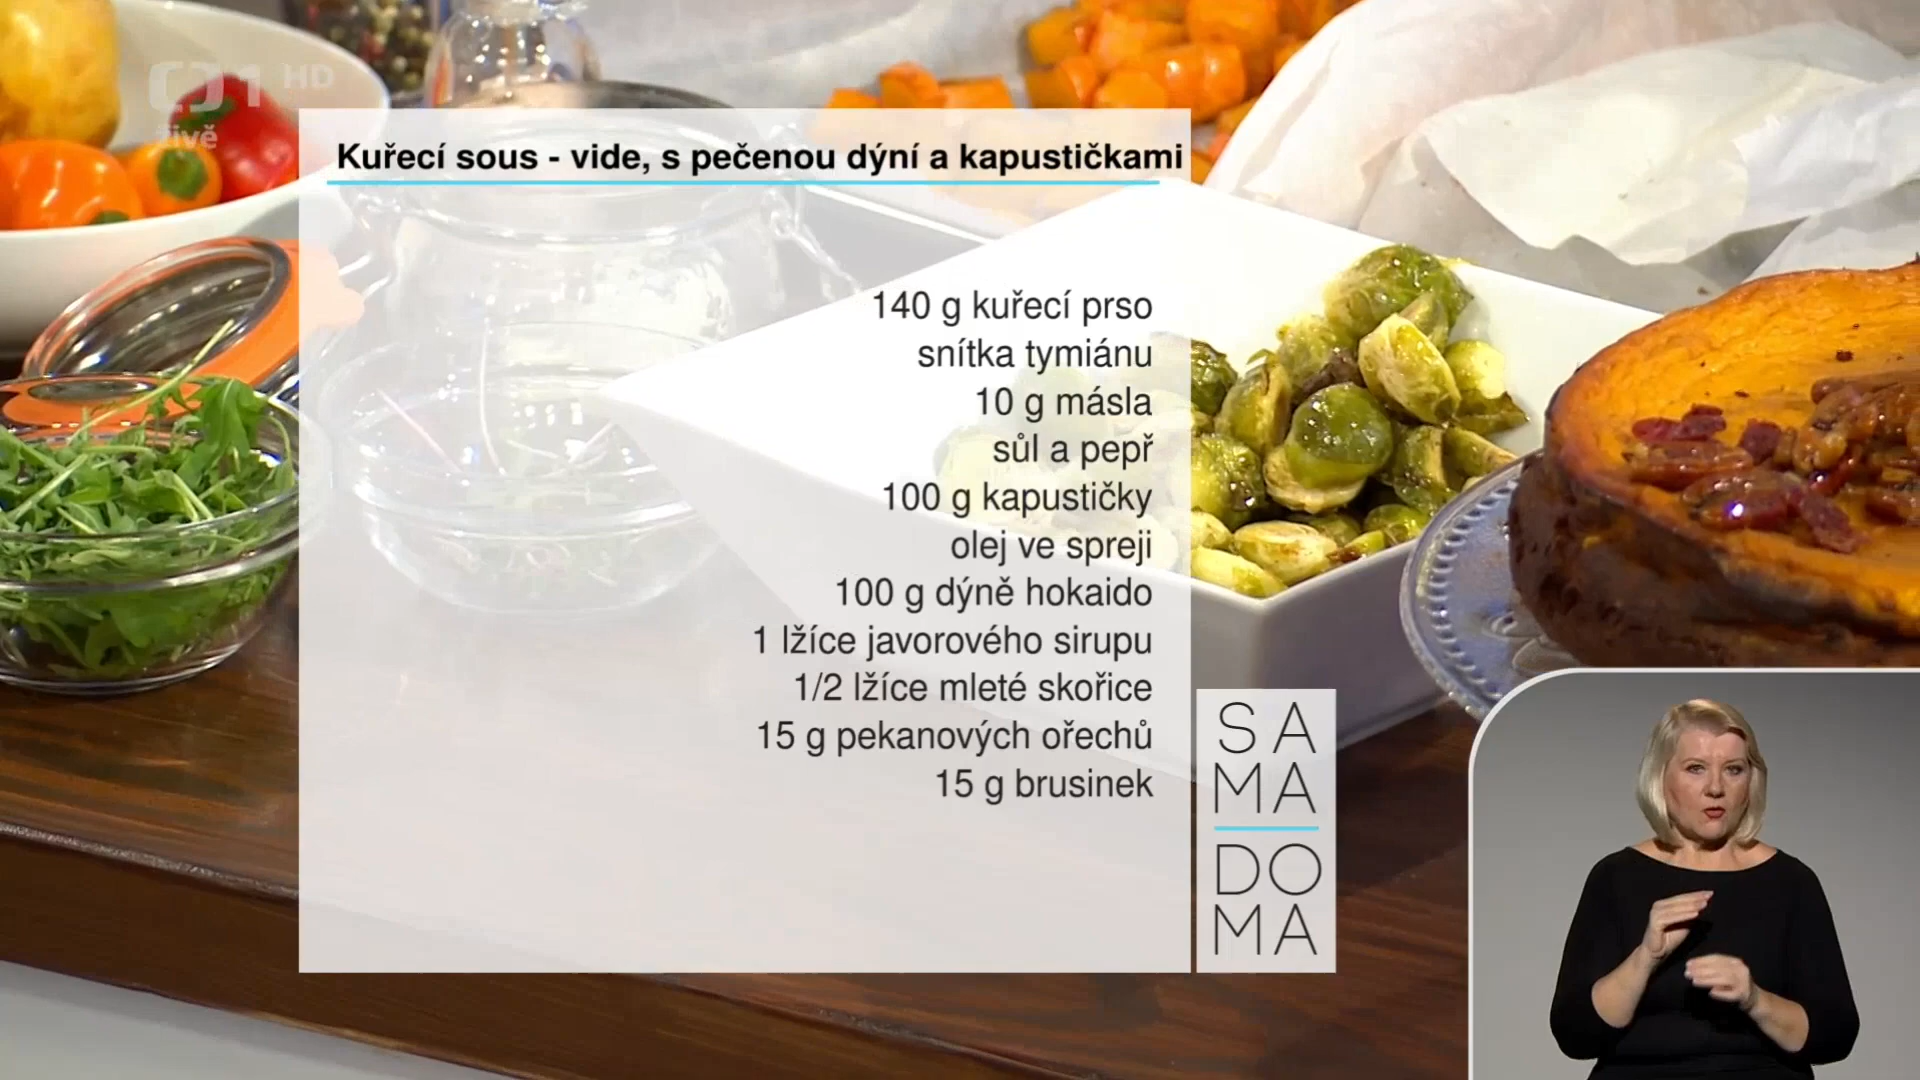 1 HD
živě
Kuřecí sous - vide, s pečenou dýní a kapustičkami
140 g kuřecí prso
snítka tymiánu
10 g másla
sůl a pepř
100 g kapustičky
olej ve spreji
100 g dýně hokaido
1 lžíce javorového sirupu
1/2 lžíce mleté skořice
15 g pekanových ořechů
15 g brusinek
SA
MA
DO
MA